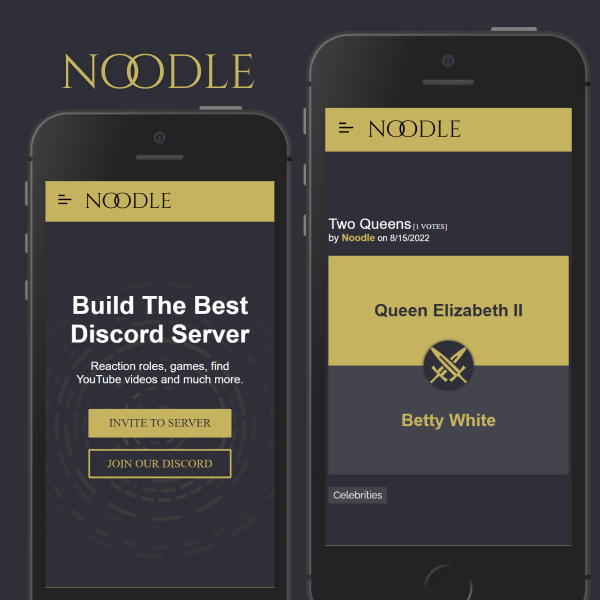 NOODLE
NOODLE
Build The Best
Discord Server
Reaction roles, games, find
YouTube videos and much more.
INVITE TO SERVER
JOIN OUR DISCORD
NOODLE
Two Queens [1 VOTES]
by Noodle on 8/15/2022
Queen Elizabeth II
Betty White
Celebrities